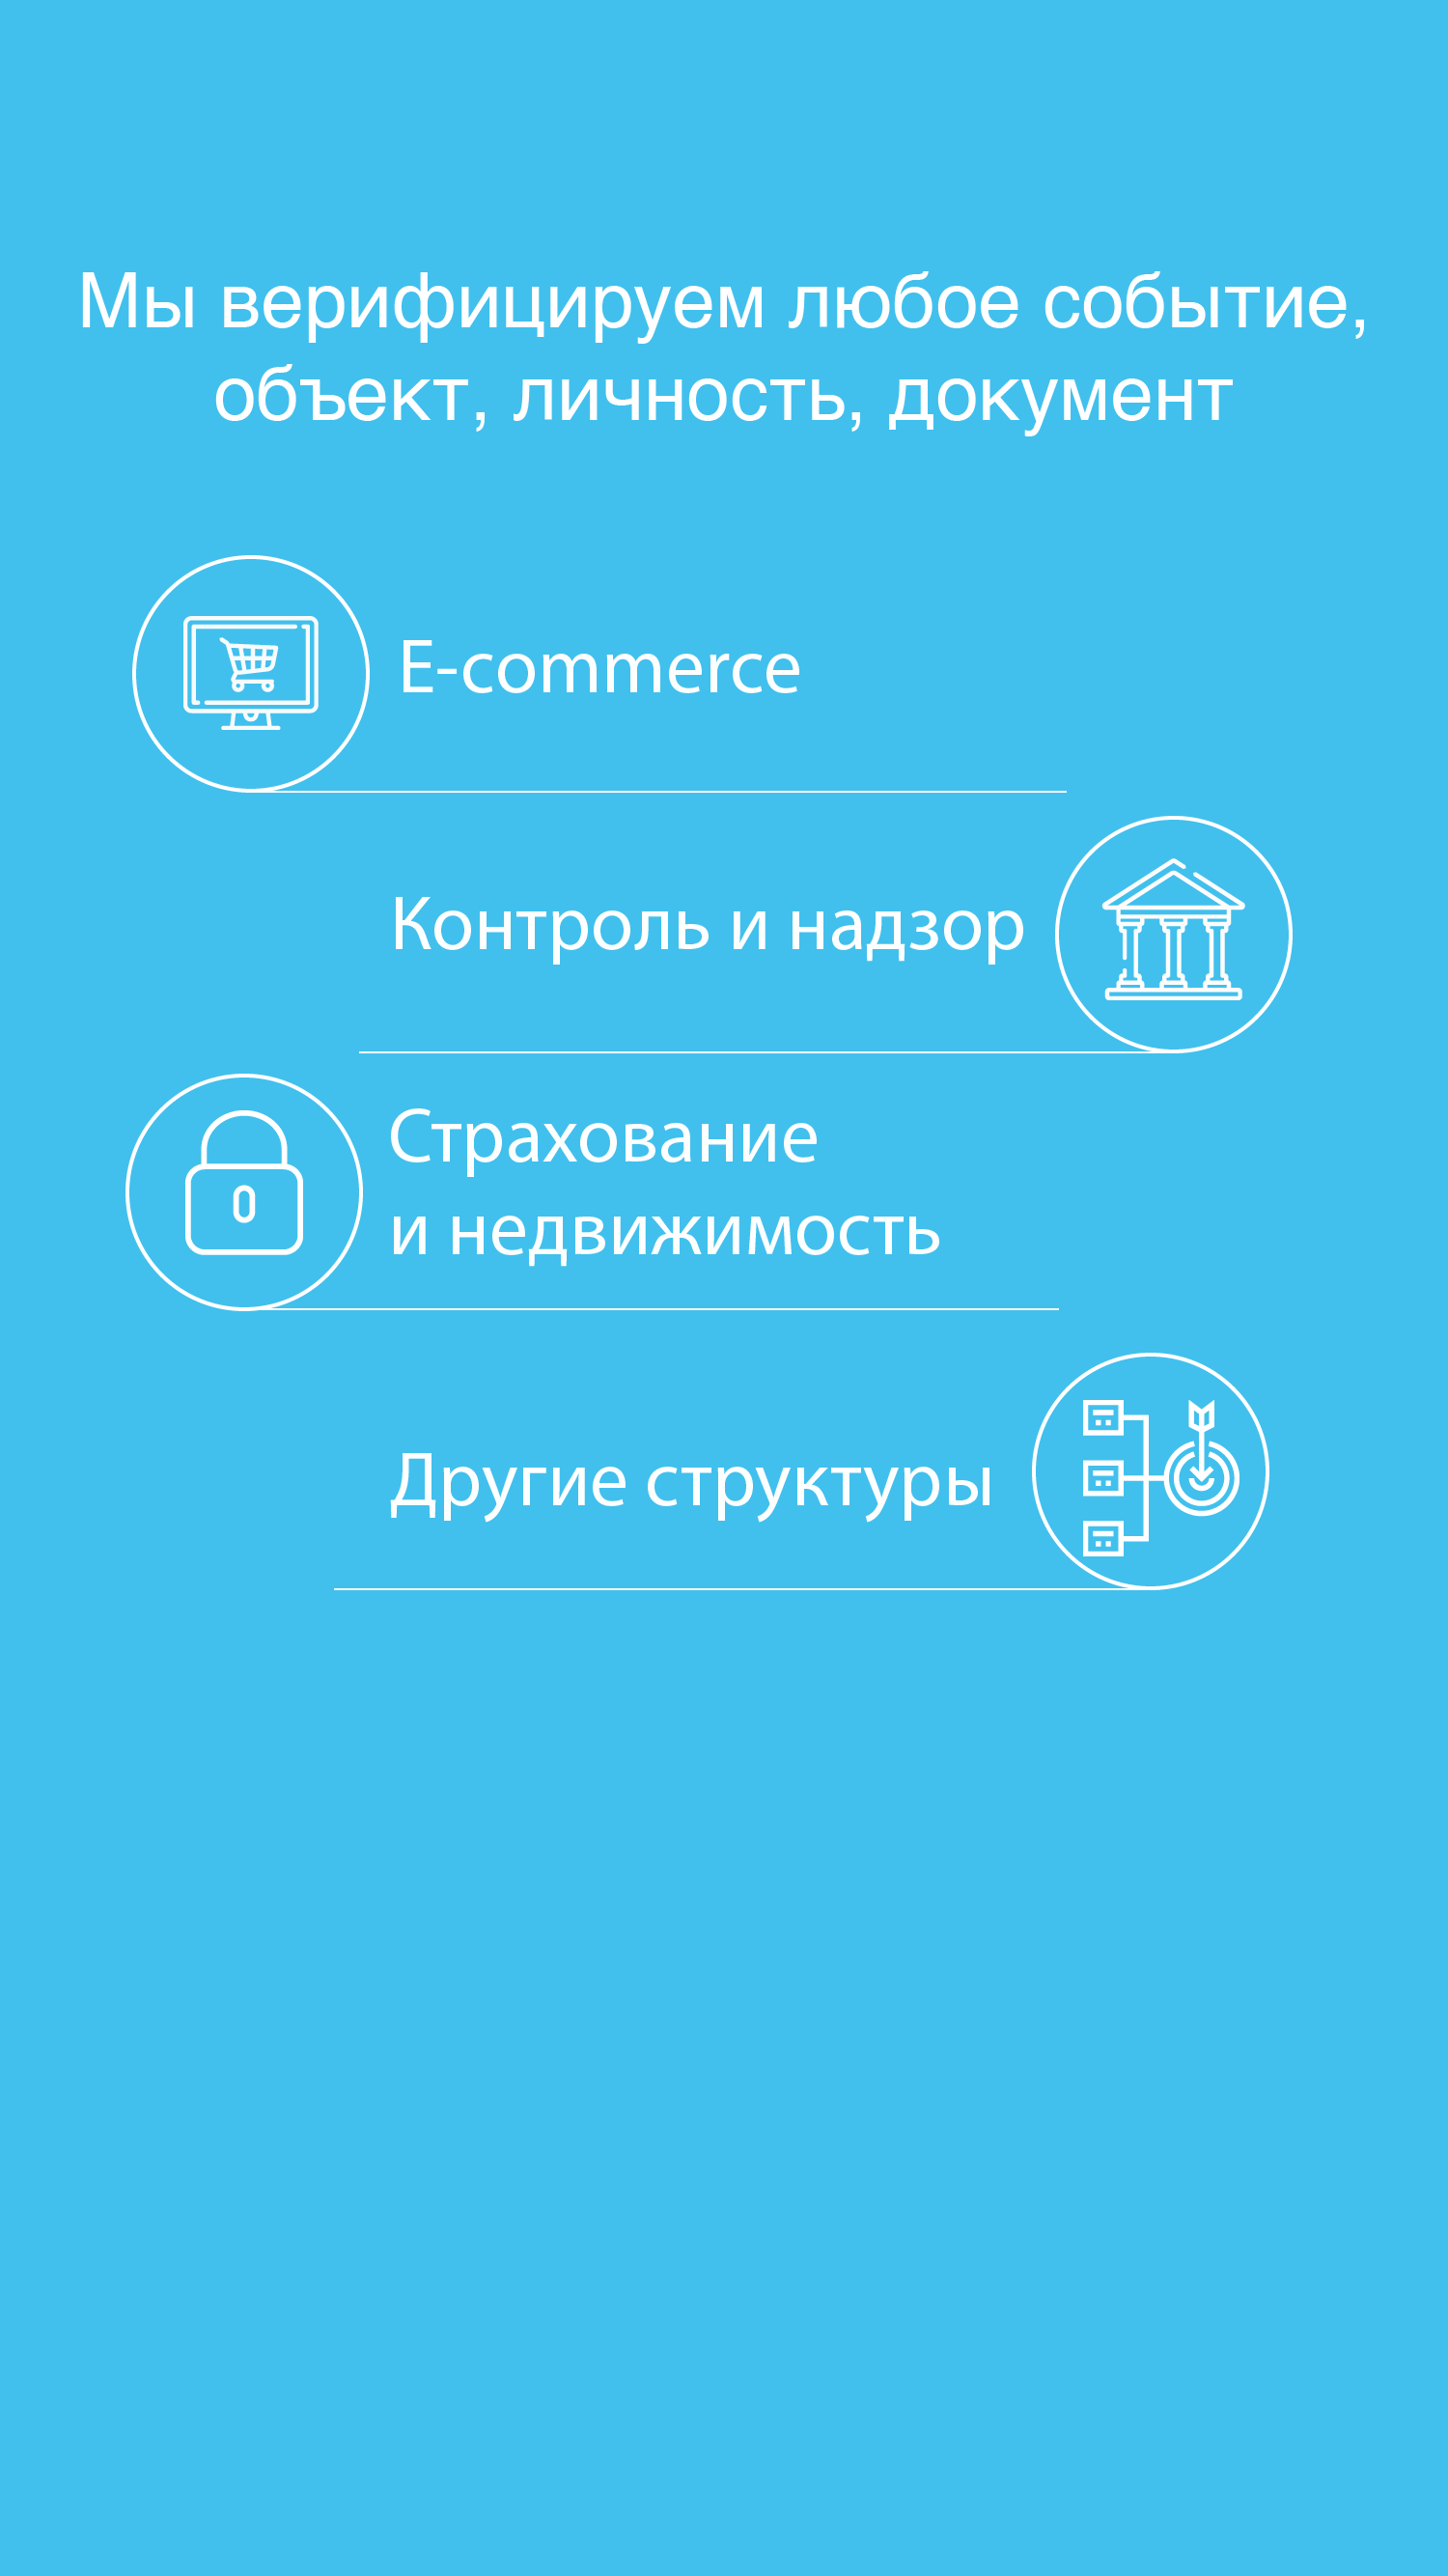 Мы верифицируем любое событие,
объект, личность, документ
E-commerce
Контроль и надзор
Страхование
и недвижимость
Другие структуры